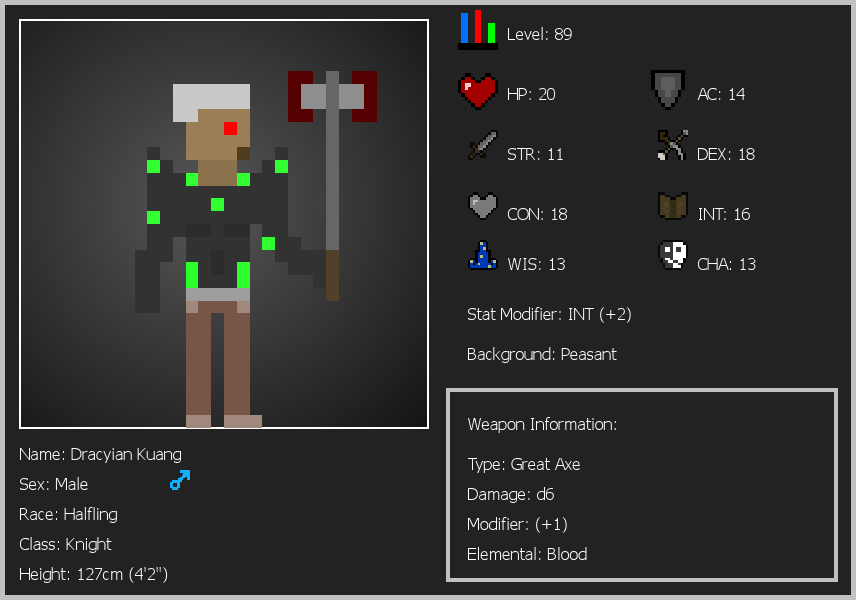 Level: 89
HP: 20
AC: 14
STR: 11
DEX: 18
CON: 18
INT: 16
WIS: 13
CHA: 13
Stat Modifier: INT (+2)
Background: Peasant
Weapon Information:
Type: Great Axe
Damage: d6
Modifier: (+1)
Elemental: Blood
Name: Dracyian Kuang
Sex: Male
Race: Halfling
Class: Knight
Height: 127cm (4'2")